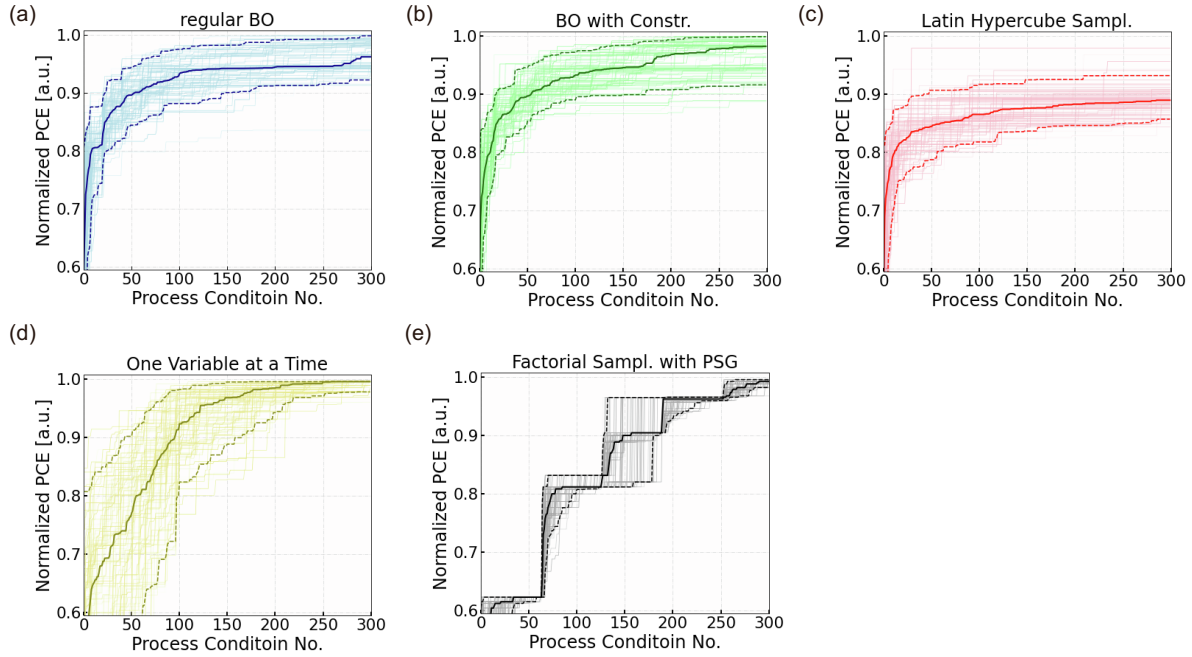 (a)
regular BO
Normalized PCE [a.u.]
1.0
0.9
0.8
0.7
0.6
0 50 100 150 200 250 300
Process Conditoin No.
(b)
BO with Constr.
Normalized PCE [a.u.]
1.0
0.9
0.8
0.7
0.6
0 50 100 150 200 250 300
Process Conditoin No.
(c)
Latin Hypercube Sampl.
Normalized PCE [a.u.]
1.0
0.9
0.8
0.7
0.6
0 50 100 150 200 250 300
Process Conditoin No.
(d)
One Variable at a Time
Normalized PCE [a.u.]
1.0
0.9
0.8
0.7
0.6
0 50 100 150 200 250 300
Process Conditoin No.
(e)
Factorial Sampl. with PSG
Normalized PCE [a.u.]
1.0
0.9
0.8
0.7
0.6
0 50 100 150 200 250 300
Process Conditoin No.